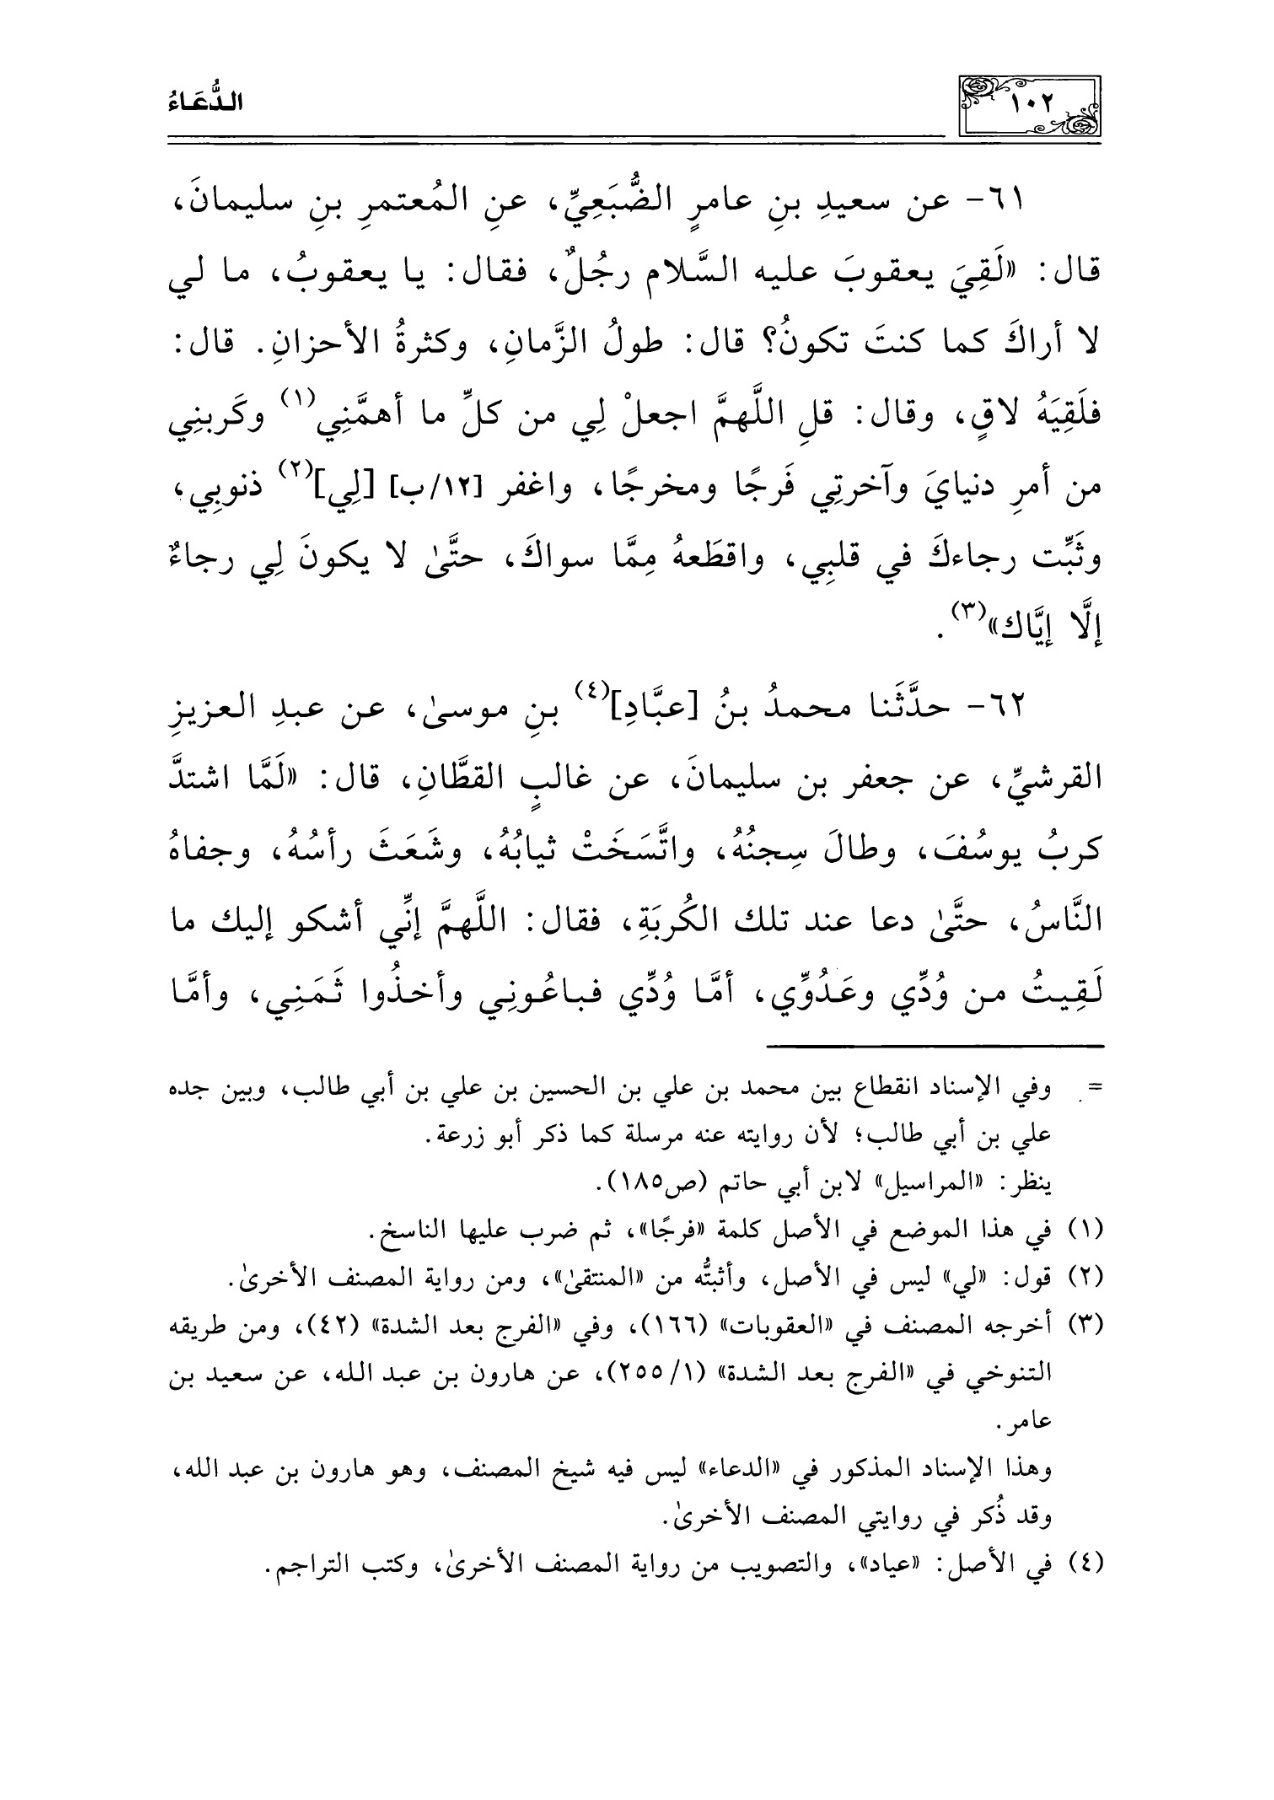 الدُّعَاءُ
١٠٢
٦١- عن سعيدِ بنِ عامرٍ الضُّبَعِيِّ، عنِ المُعتمرِ بنِ سليمانَ،
قال: «لَقِيَ يعقوبَ عليه السَّلام رجُلٌ، فقال: يا يعقوبُ، ما لي
لا أراكَ كما كنتَ تكونُ؟ قال: طولُ الزَّمانِ، وكثرةُ الأحزانِ. قال:
فلَقِيَهُ لاقٍ، وقال: قلِ اللَّهمَّ اجعلْ لِي من كلِّ ما أهمَّنِي(١) وكَربنِي
من أمرِ دنيايَ وآخرتِي فَرجًا ومخرجًا، واغفر [١٢/ب] [لِي](٢) ذنوبِي؛
وثَبِّت رجاءكَ في قلبِي، واقطَعهُ مِمَّا سواكَ، حتَّىٰ لا يكونَ لِي رجاءٌ
إلَّا إيَّاك»(٣).
٦٢- حدَّثَنا محمدُ بنُ [عبَّادِ](٤) بنِ موسىٰ، عن عبدِ العزيزِ
القرشيِّ، عن جعفر بن سليمانَ، عن غالبٍ القطَّانِ، قال: «لَمَّا اشتدَّ
كربُ يوسُفَ، وطالَ سِجنُهُ، واتَّسَخَتْ ثيابُهُ، وشَعَثَ رأسُهُ، وجفاهُ
النَّاسُ، حتَّىٰ دعا عند تلك الكُربَةِ، فقال: اللَّهمَّ إنِّي أشكو إليك ما
لَقِيتُ من وُدِّي وعَدُوِّي، أمَّا وُدِّي فباعُونِي وأخذُوا ثَمَنِي، وأمَّا
= وفي الإسناد انقطاع بين محمد بن علي بن الحسين بن علي بن أبي طالب، وبين جده
علي بن أبي طالب؛ لأن روايته عنه مرسلة كما ذكر أبو زرعة.
ينظر: «المراسيل» لابن أبي حاتم (ص١٨٥).
(١) في هذا الموضع في الأصل كلمة «فرجًا»، ثم ضرب عليها الناسخ.
(٢) قول: «لي» ليس في الأصل، وأثبتُّه من «المنتقىٰ»، ومن رواية المصنف الأخرىٰ.
(٣) أخرجه المصنف في «العقوبات» (١٦٦)، وفي «الفرج بعد الشدة» (٤٢)، ومن طريقه
التنوخي في «الفرج بعد الشدة» (٢٥٥/١)، عن هارون بن عبد الله، عن سعيد بن
عامر.
وهذا الإسناد المذكور في «الدعاء» ليس فيه شيخ المصنف، وهو هارون بن عبد الله،
وقد ذُكر في روايتي المصنف الأخرىٰ.
(٤) في الأصل: «عياد»، والتصويب من رواية المصنف الأخرىٰ، وكتب التراجم.